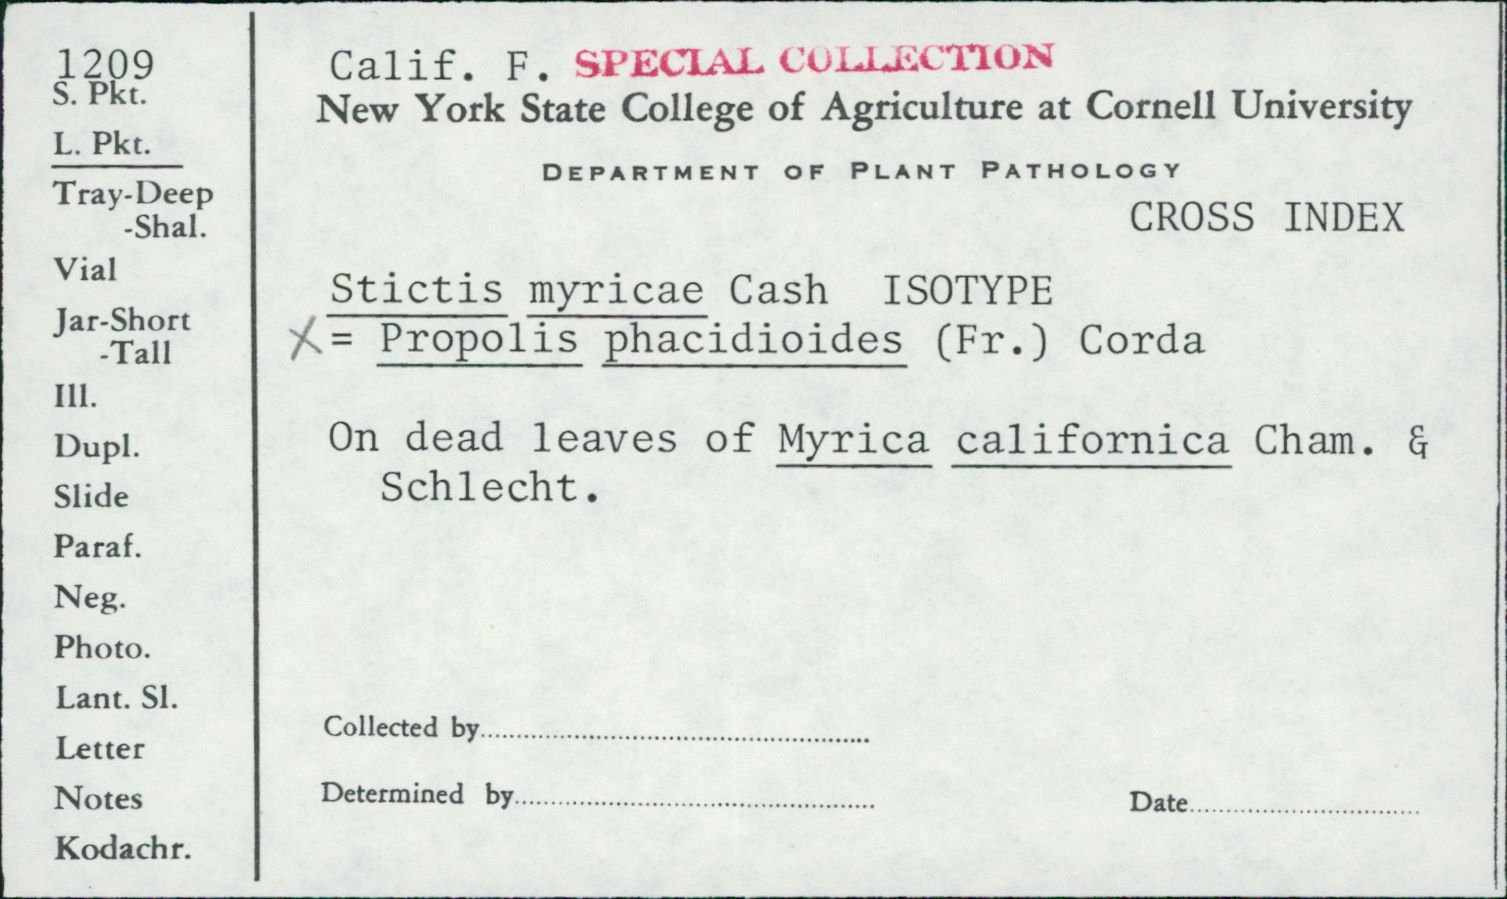 1209
S. Pkt.
L. Pkt.
Tray-Deep
-Shal.
Vial
Jar-Short
-Tall
Ill.
Dupl.
Slide
Paraf.
Neg.
Photo.
Lant. Sl.
Letter
Notes
Kodachr.
Calif. F. SPECIAL COLLECTION
New York State College of Agriculture at Cornell University
DEPARTMENT OF PLANT PATHOLOGY
CROSS INDEX
Stictis myricae Cash ISOTYPE
X = Propolis phacidioides (Fr.) Corda
On dead leaves of Myrica californica Cham. &
Schlecht.
Collected by
Determined by
Date